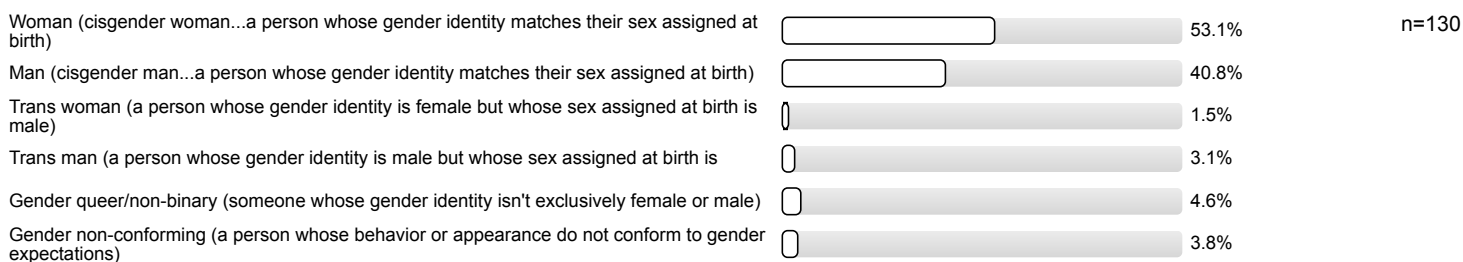 Woman (cisgender woman...a person whose gender identity matches their sex assigned at
birth)
53.1%
n=130
Man (cisgender man...a person whose gender identity matches their sex assigned at birth)
40.8%
Trans woman (a person whose gender identity is female but whose sex assigned at birth is
male)
1.5%
Trans man (a person whose gender identity is male but whose sex assigned at birth is
3.1%
Gender queer/non-binary (someone whose gender identity isn't exclusively female or male)
4.6%
Gender non-conforming (a person whose behavior or appearance do not conform to gender
expectations)
3.8%